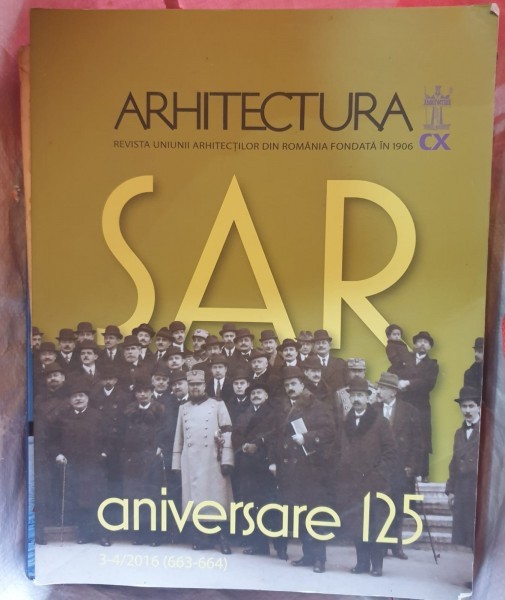 ARHITECTURA
REVISTA UNIUNII ARHITECȚILOR DIN ROMÂNIA FONDATĂ ÎN 1906
CX
SAR
aniversare 125
3-4/2016 (663-664)